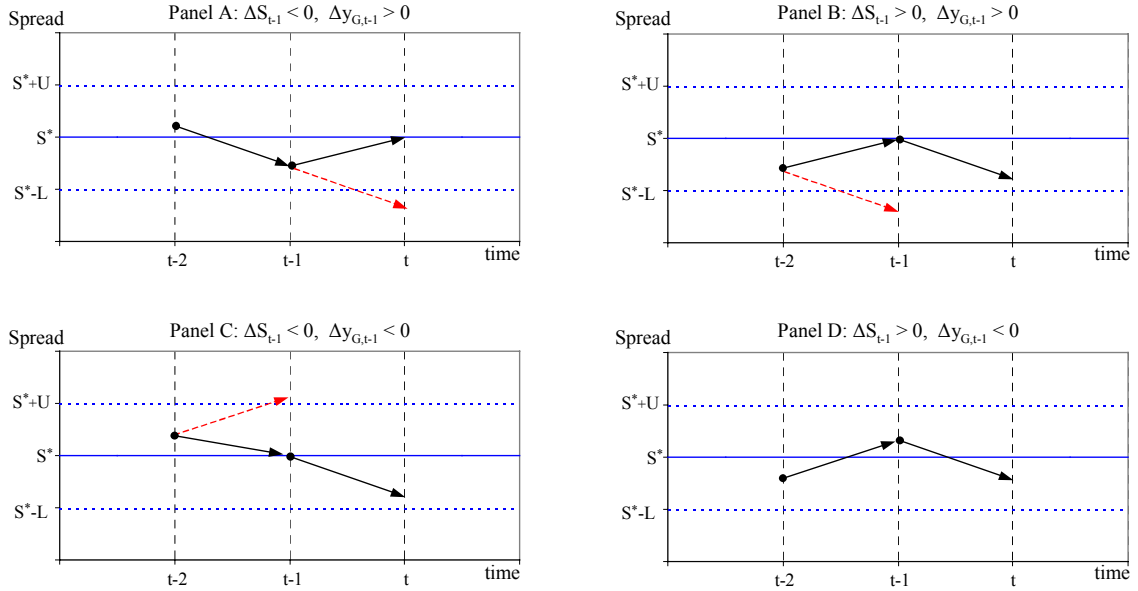 Spread Panel A: ΔS_{t-1} < 0, Δy_{G,t-1} > 0
S*+U
S*
S*-L
t-2 t-1 t time
Spread Panel B: ΔS_{t-1} > 0, Δy_{G,t-1} > 0
S*+U
S*
S*-L
t-2 t-1 t time
Spread Panel C: ΔS_{t-1} < 0, Δy_{G,t-1} < 0
S*+U
S*
S*-L
t-2 t-1 t time
Spread Panel D: ΔS_{t-1} > 0, Δy_{G,t-1} < 0
S*+U
S*
S*-L
t-2 t-1 t time